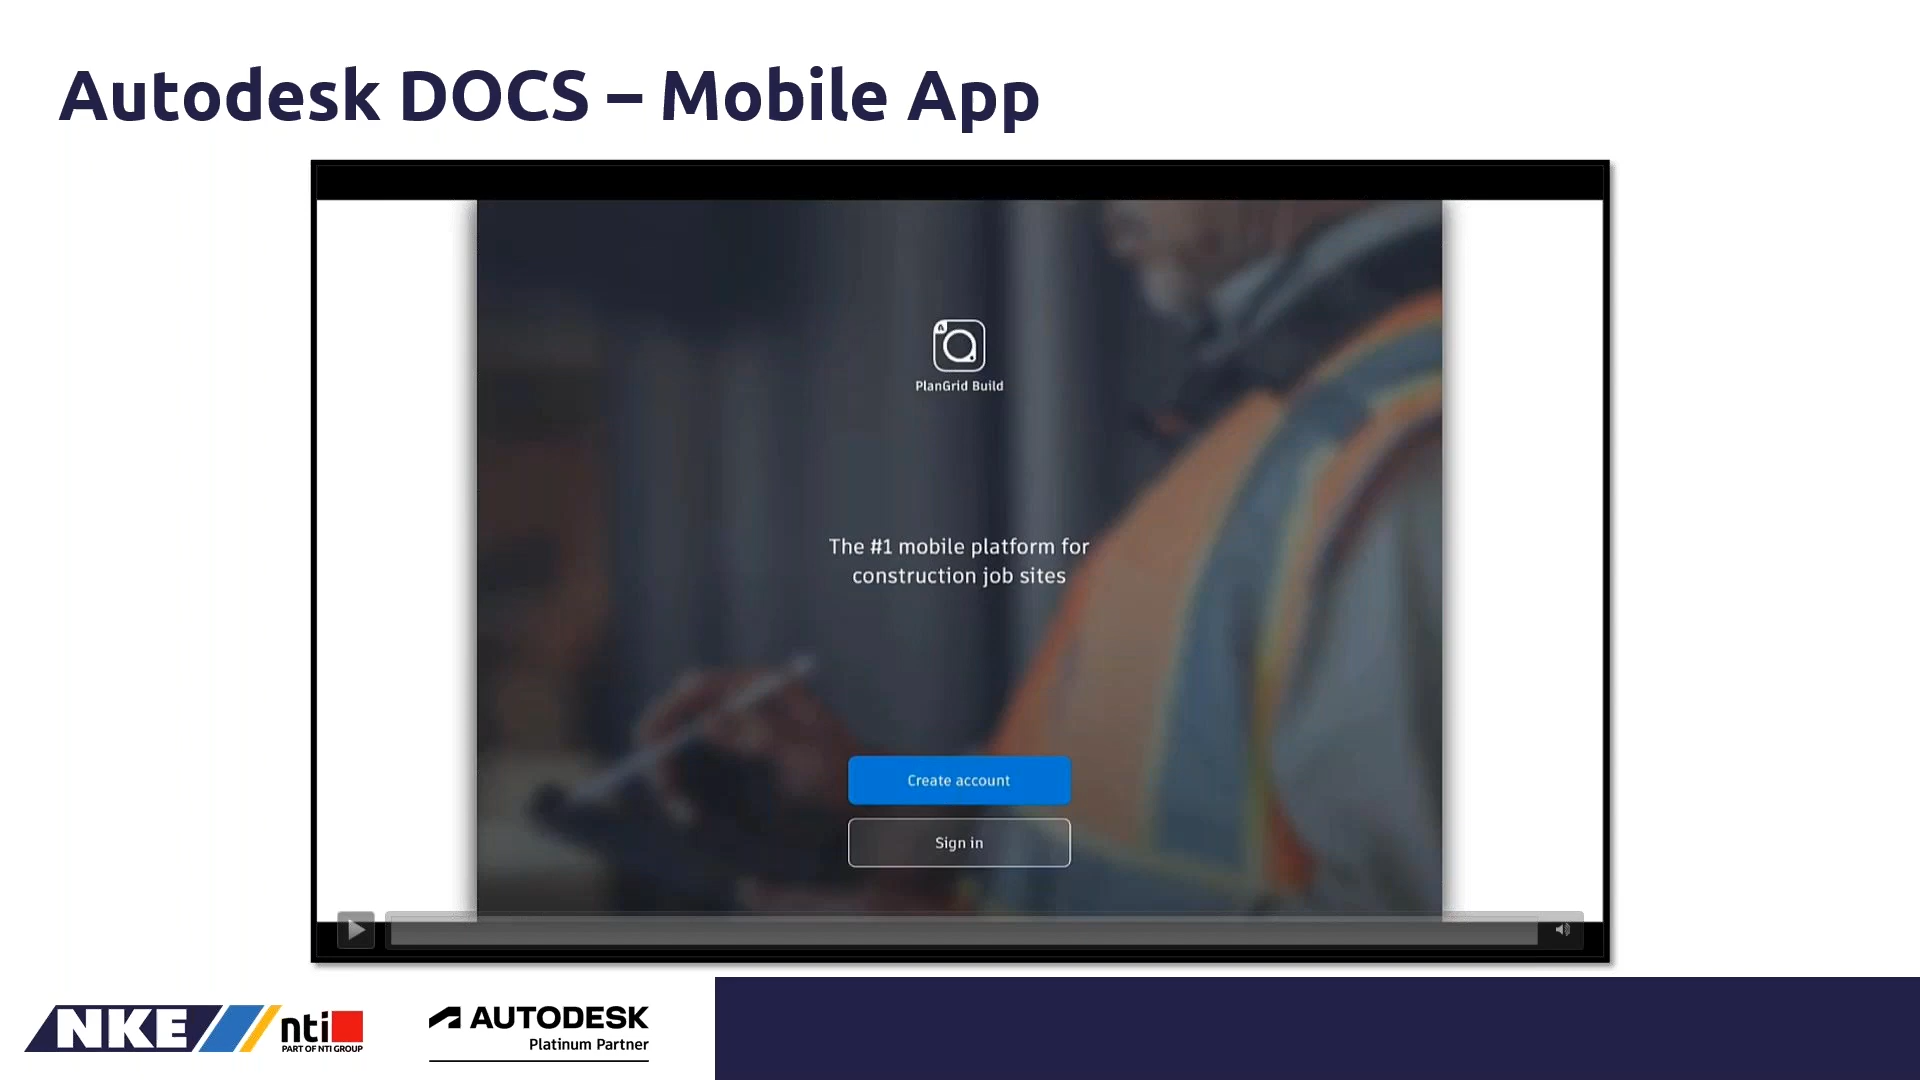 Autodesk DOCS – Mobile App
PlanGrid Build
The #1 mobile platform for
construction job sites
Create account
Sign in
NKE
nti
PART OF NTI GROUP
AUTODESK
Platinum Partner